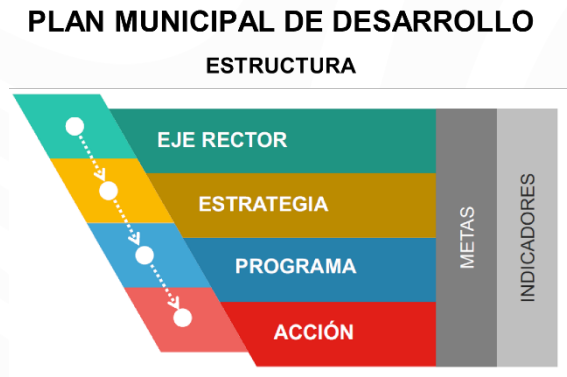 PLAN MUNICIPAL DE DESARROLLO
ESTRUCTURA
EJE RECTOR
ESTRATEGIA
PROGRAMA
ACCIÓN
METAS
INDICADORES